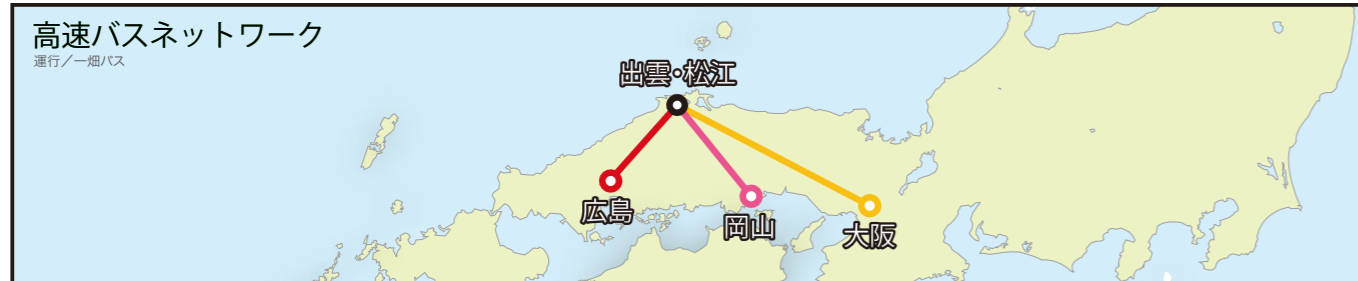 高速バスネットワーク
運行／一畑バス
出雲・松江
広島
岡山
大阪